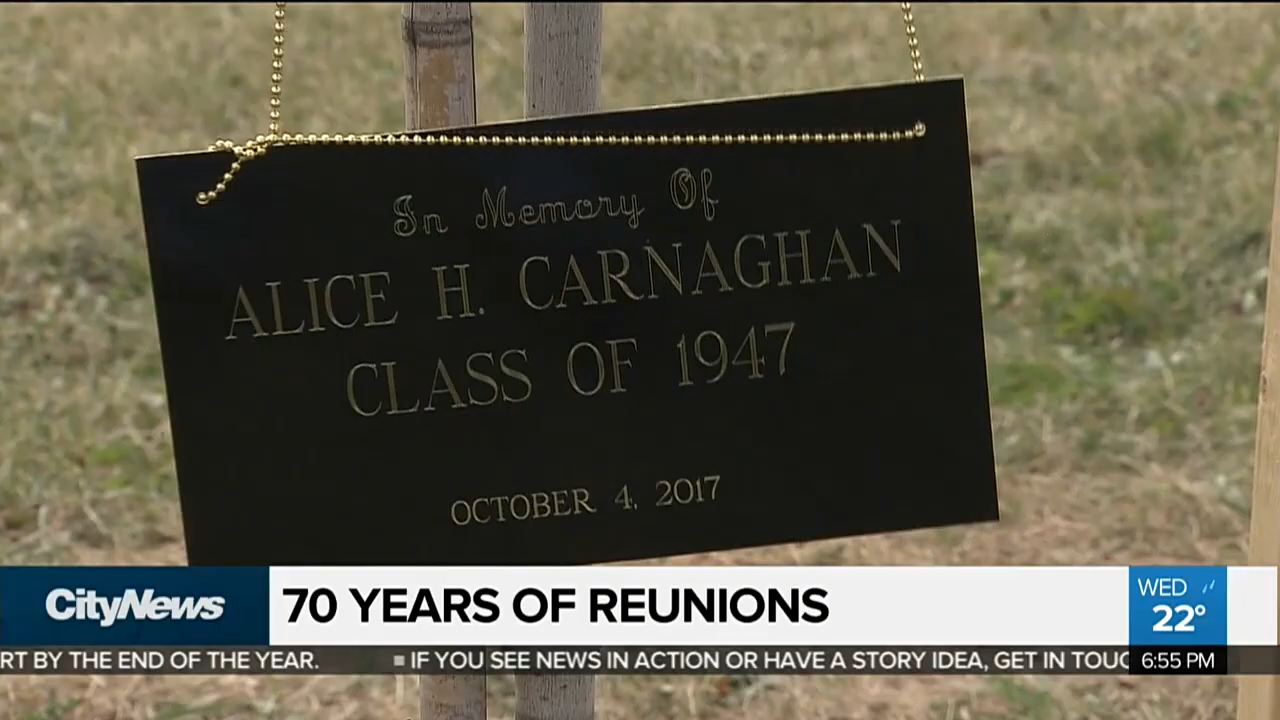 In Memory Of
ALICE H. CARNAGHAN
CLASS OF 1947
OCTOBER 4, 2017
CityNews
70 YEARS OF REUNIONS
WED
22°
RT BY THE END OF THE YEAR. ■ IF YOU SEE NEWS IN ACTION OR HAVE A STORY IDEA, GET IN TOUC
6:55 PM